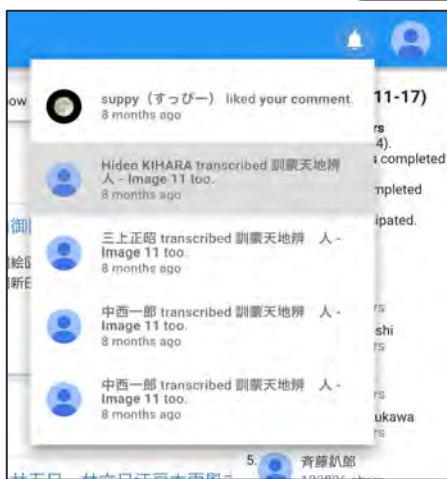 ow
11-17)
suppy（すっぴー） liked your comment.
8 months ago
4).
completed
Hideo KIHARA transcribed 訓蒙天地辨
人 - Image 11 too.
8 months ago
mpleted
ipated.
三上正昭 transcribed 訓蒙天地辨 人 -
Image 11 too.
8 months ago
中西一郎 transcribed 訓蒙天地辨 人 -
Image 11 too.
8 months ago
shi
中西一郎 transcribed 訓蒙天地辨 人 -
Image 11 too.
8 months ago
ukawa
5. 斉藤釟郎